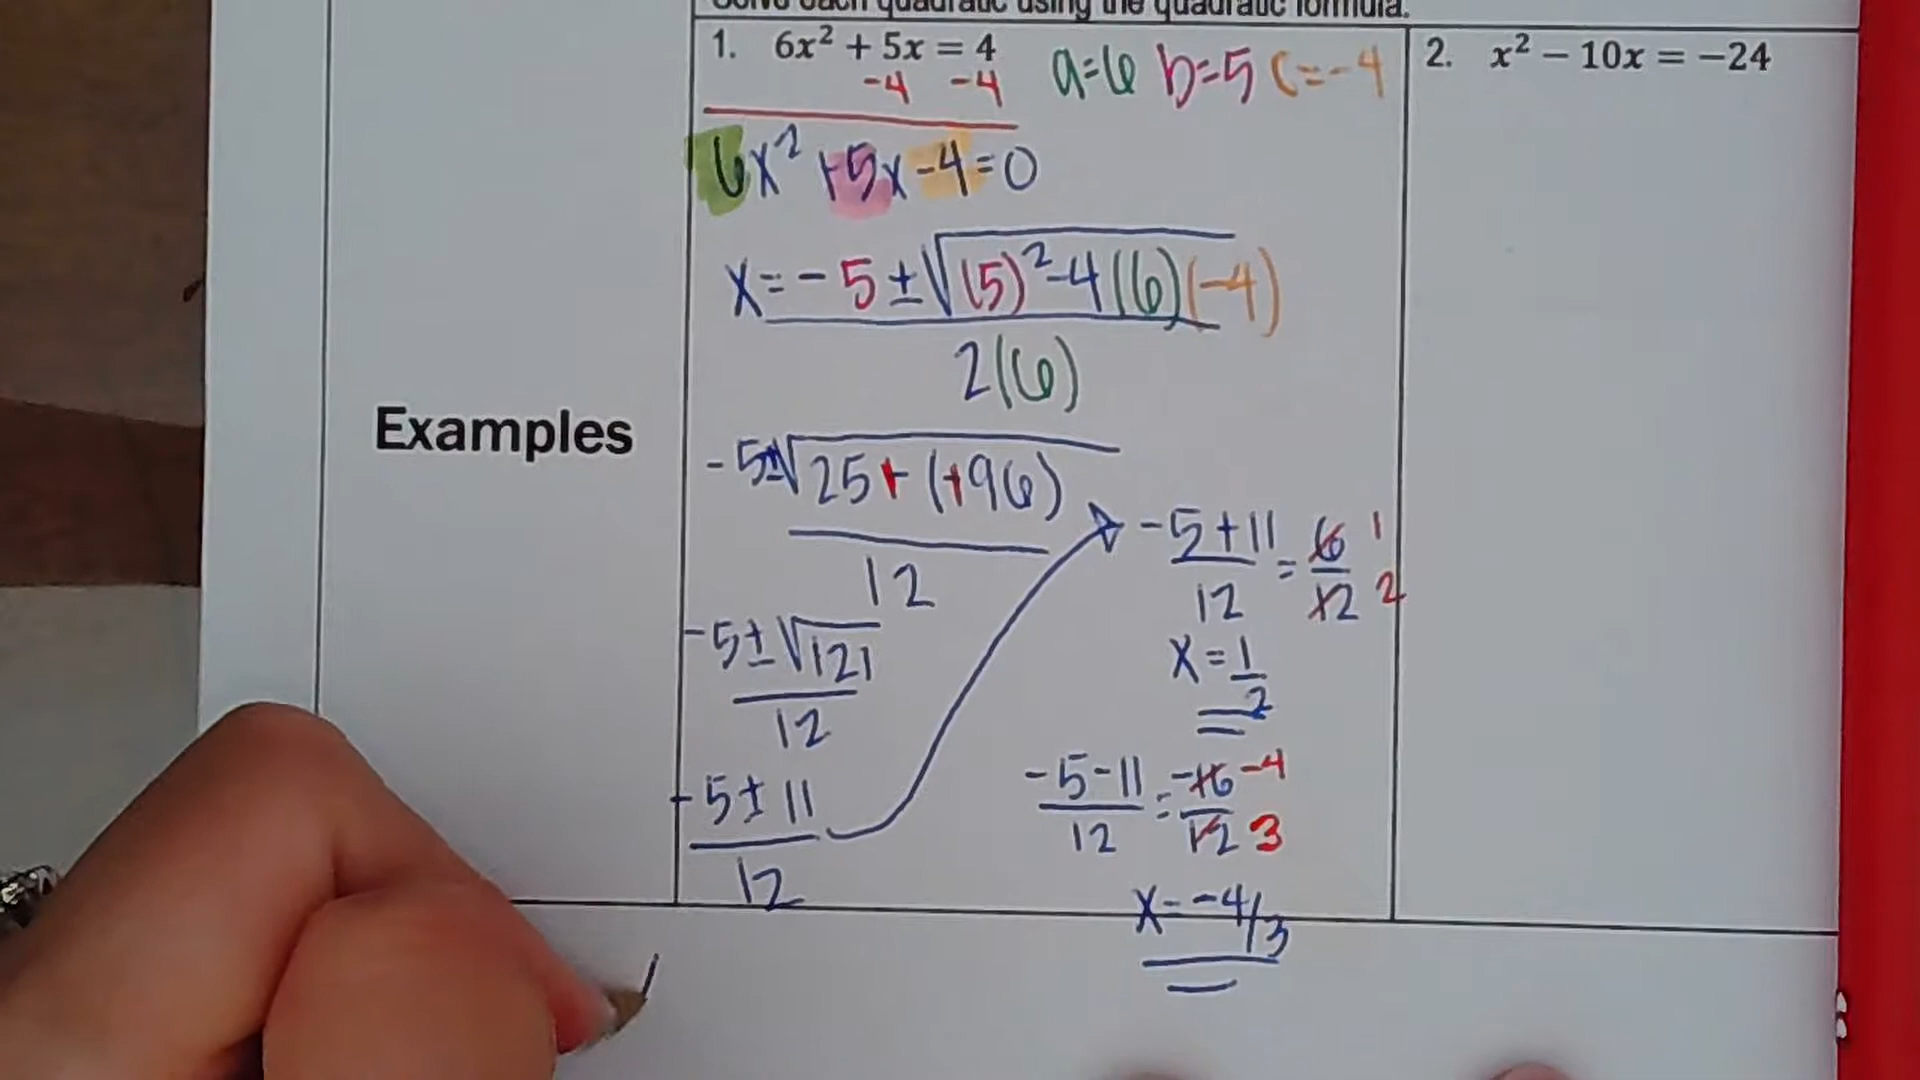 Solve each quadratic using the quadratic formula.
1. 6x² + 5x = 4
-4 -4
a=6 b=5 c=-4
6x² +5x-4=0
x=-5±√(5)²-4(6)(-4)
2(6)
Examples
-5±√25+(+96)
12
-5±√121
12
-5±11
12
-5+11 = 6 1
12 12 2
x=1
2
-5-11 = -16 -4
12 12 3
x=-4/3
2. x² − 10x = −24